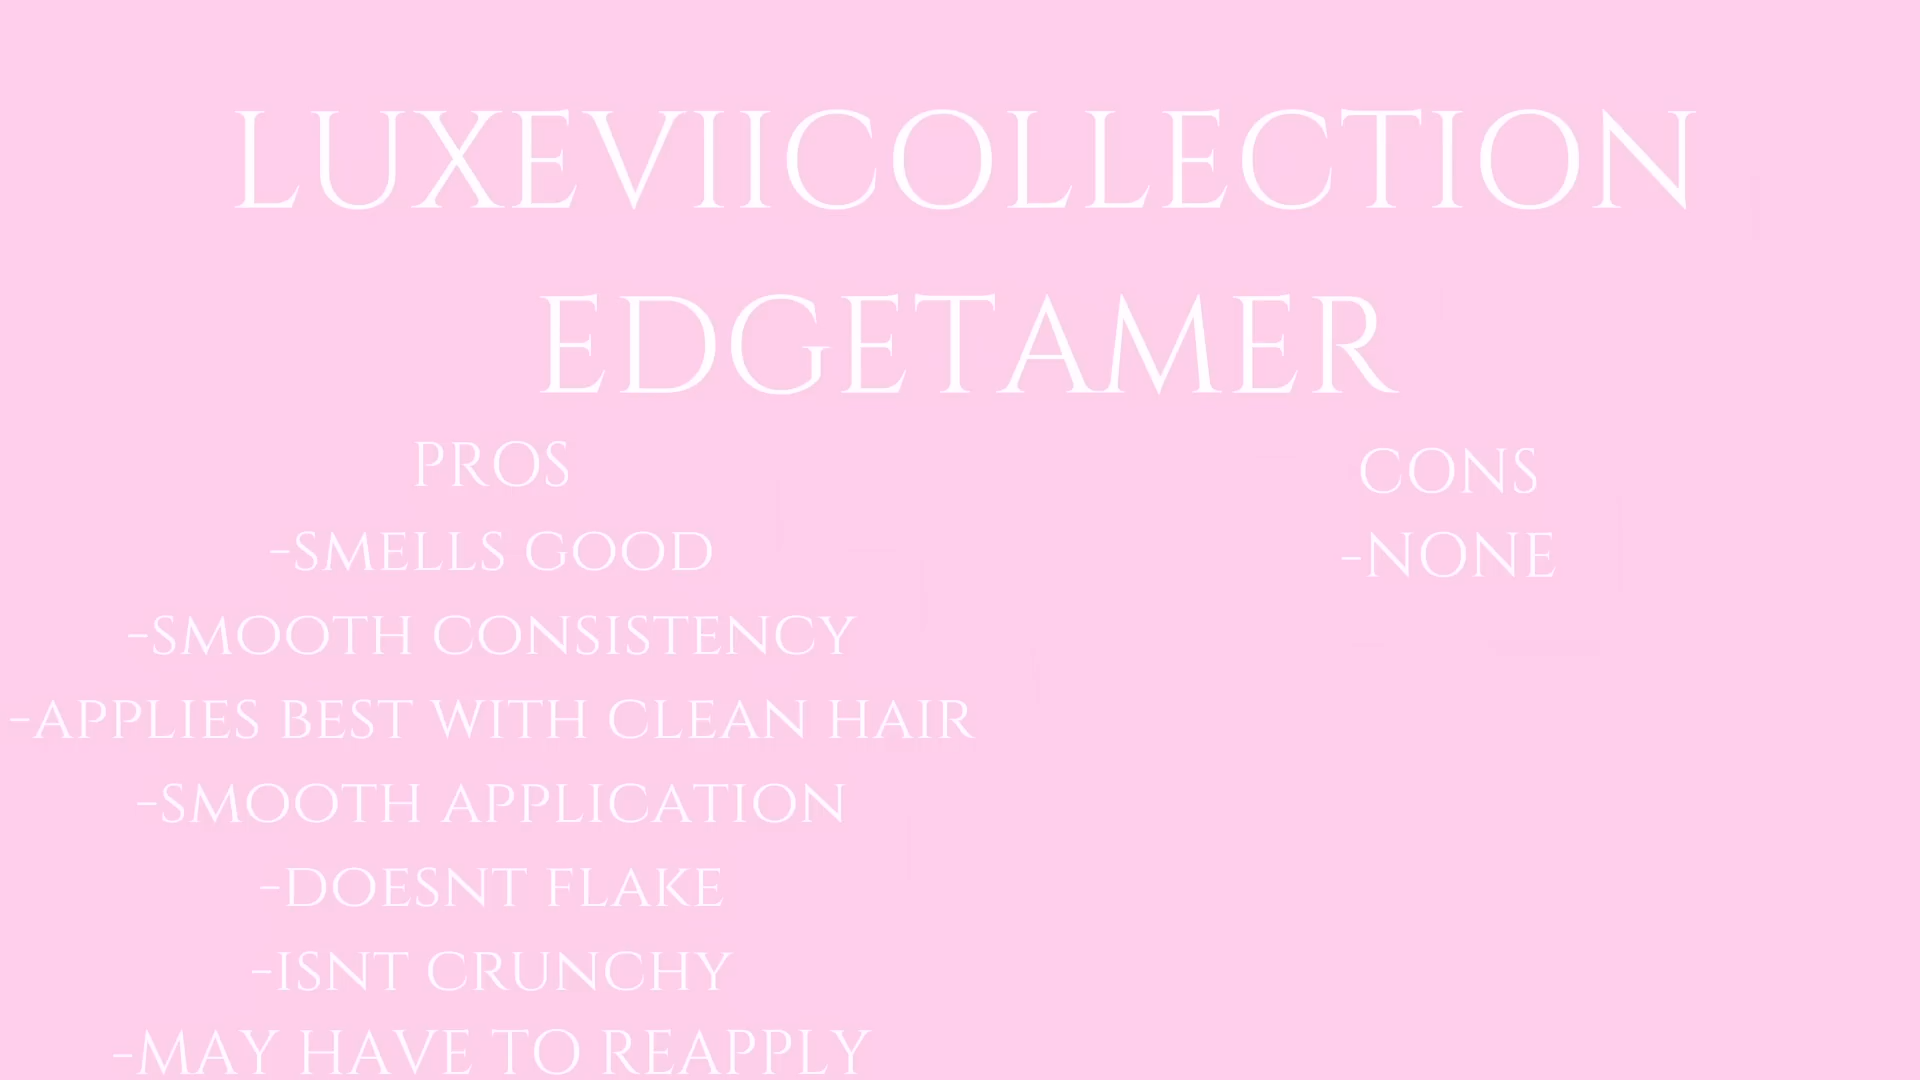 LUXEVIICOLLECTION
EDGETAMER
PROS
-SMELLS GOOD
-SMOOTH CONSISTENCY
-APPLIES BEST WITH CLEAN HAIR
-SMOOTH APPLICATION
-DOESNT FLAKE
-ISNT CRUNCHY
-MAY HAVE TO REAPPLY
CONS
-NONE